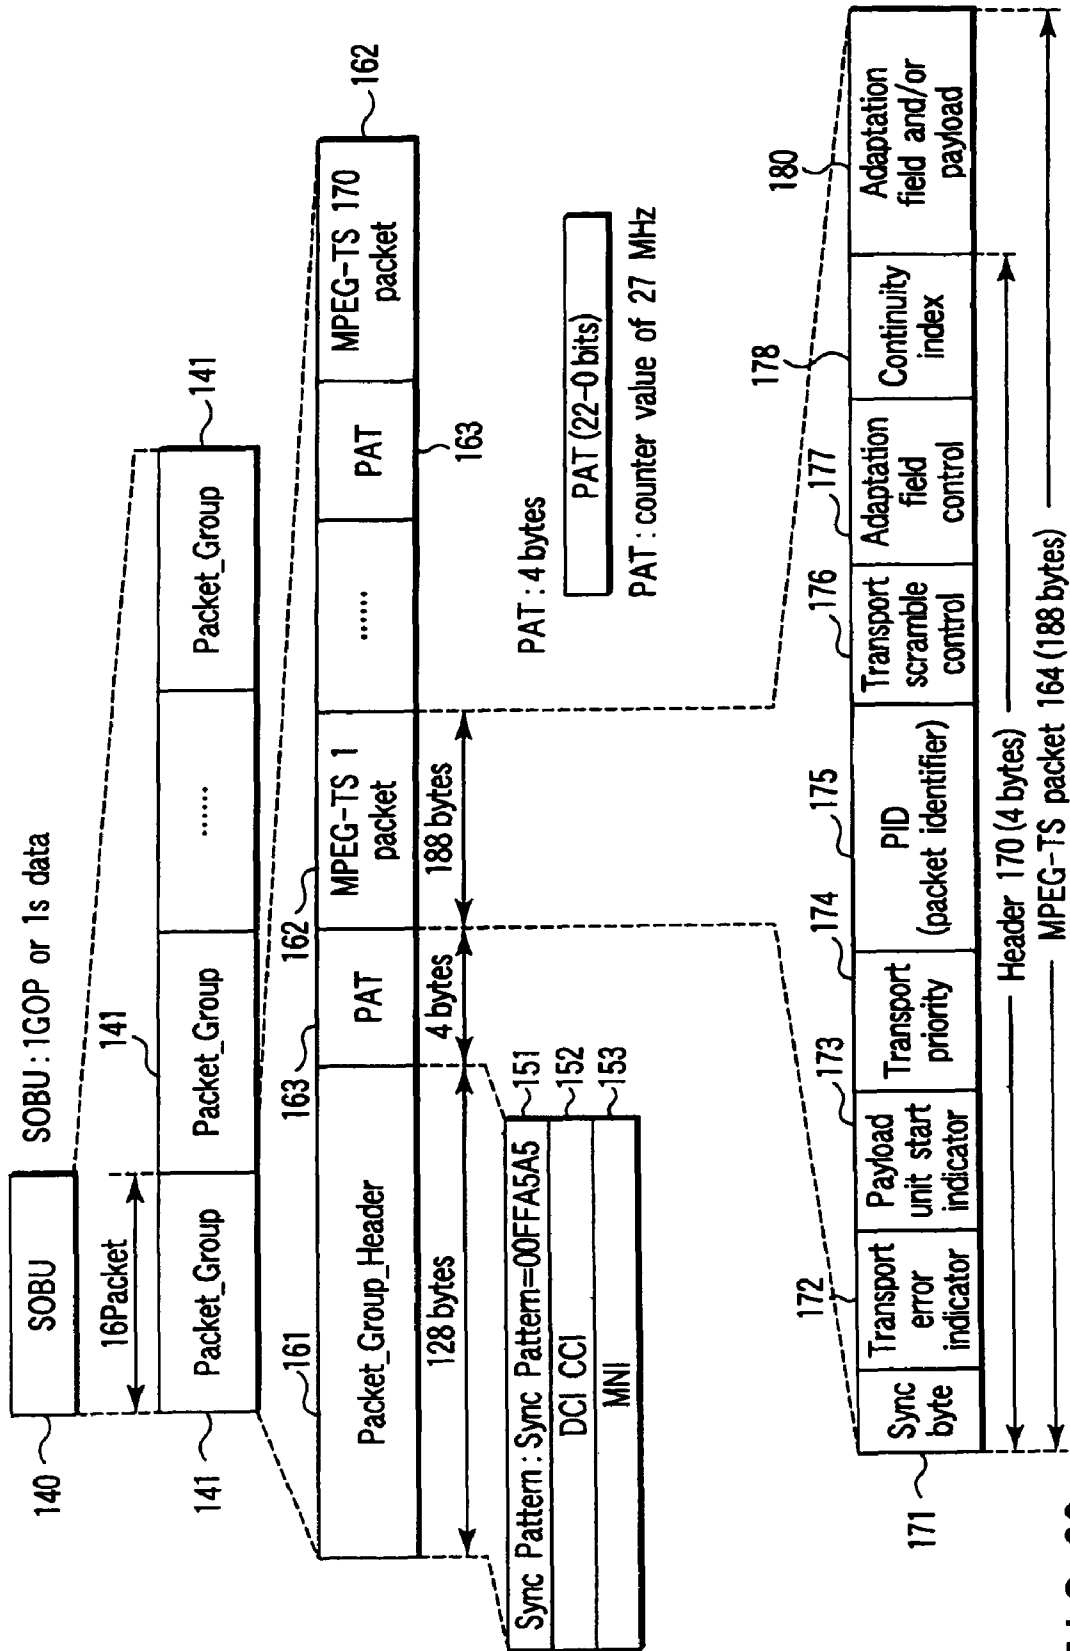 SOBU
SOBU : 1GOP or 1s data
140
16Packet
141
141
141
Packet_Group
Packet_Group
......
Packet_Group
161
163
162
162
Packet_Group_Header
PAT
MPEG-TS 1
packet
......
PAT
MPEG-TS 170
packet
163
128 bytes
4 bytes
188 bytes
Sync Pattern : Sync Pattern=00FFA5A5
151
DCI CCI
152
MNI
153
PAT : 4 bytes
PAT (22-0 bits)
PAT : counter value of 27 MHz
171
172
173
174
175
176
177
178
180
Sync
byte
Transport
error
indicator
Payload
unit start
indicator
Transport
priority
PID
(packet identifier)
Transport
scramble
control
Adaptation
field
control
Continuity
index
Adaptation
field and/or
payload
Header 170 (4 bytes)
MPEG-TS packet 164 (188 bytes)